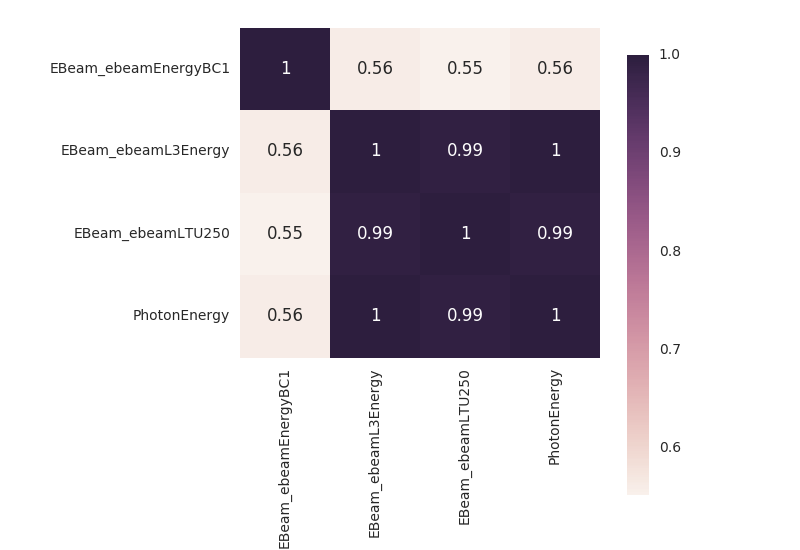 EBeam_ebeamEnergyBC1 1 0.56 0.55 0.56
EBeam_ebeamL3Energy 0.56 1 0.99 1
EBeam_ebeamLTU250 0.55 0.99 1 0.99
PhotonEnergy 0.56 1 0.99 1
EBeam_ebeamEnergyBC1
EBeam_ebeamL3Energy
EBeam_ebeamLTU250
PhotonEnergy
1.0
0.9
0.8
0.7
0.6